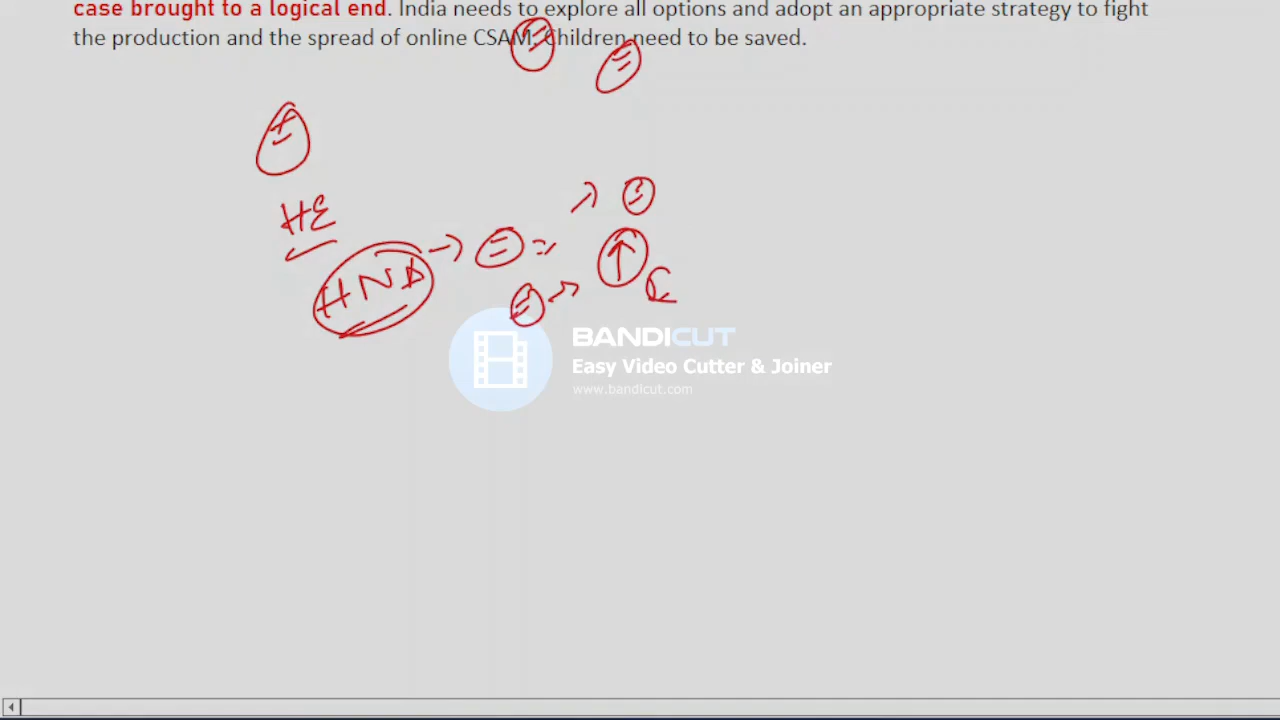 case brought to a logical end. India needs to explore all options and adopt an appropriate strategy to fight
the production and the spread of online CSAM. Children need to be saved.
HE
HNA
BANDICUT
Easy Video Cutter & Joiner
www.bandicut.com